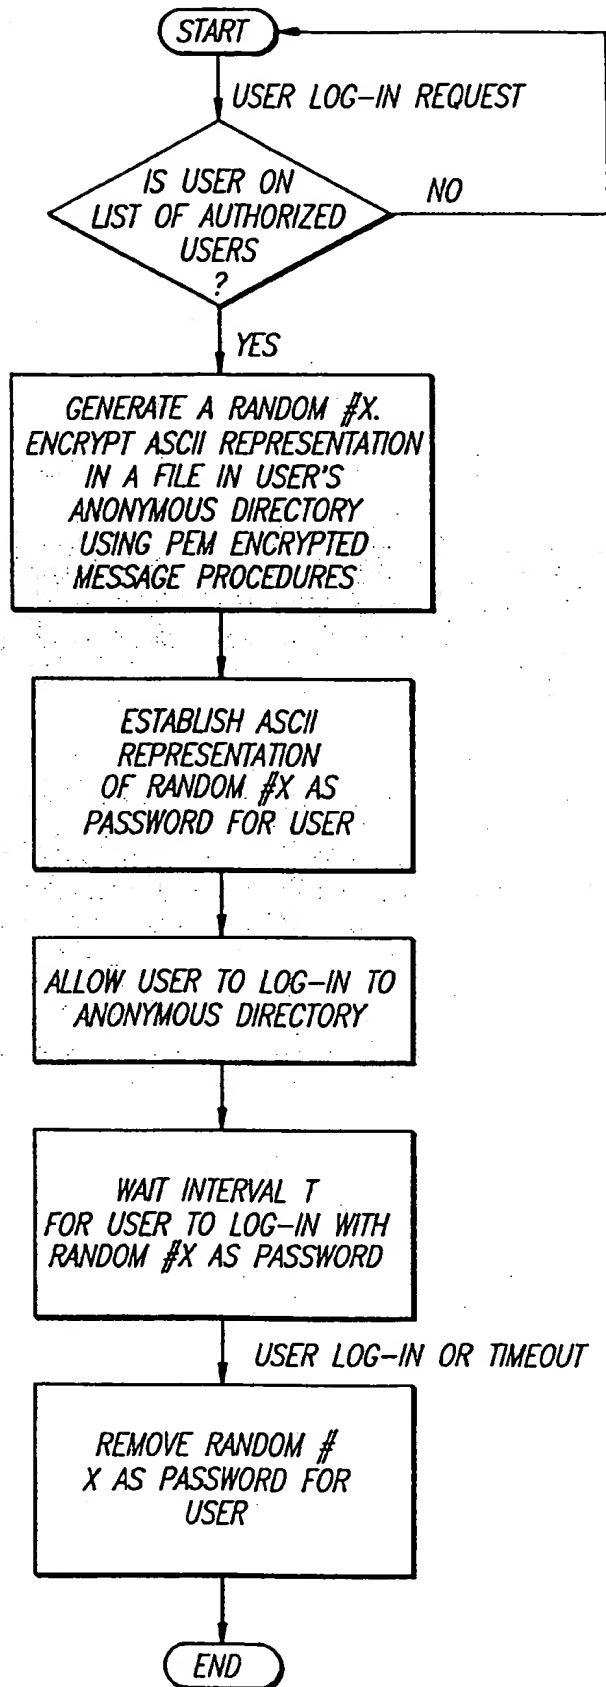 START
USER LOG-IN REQUEST
IS USER ON
LIST OF AUTHORIZED
USERS
?
NO
YES
GENERATE A RANDOM #X.
ENCRYPT ASCII REPRESENTATION
IN A FILE IN USER'S
ANONYMOUS DIRECTORY
USING PEM ENCRYPTED
MESSAGE PROCEDURES
ESTABLISH ASCII
REPRESENTATION
OF RANDOM #X AS
PASSWORD FOR USER
ALLOW USER TO LOG-IN TO
ANONYMOUS DIRECTORY
WAIT INTERVAL T
FOR USER TO LOG-IN WITH
RANDOM #X AS PASSWORD
USER LOG-IN OR TIMEOUT
REMOVE RANDOM #
X AS PASSWORD FOR
USER
END